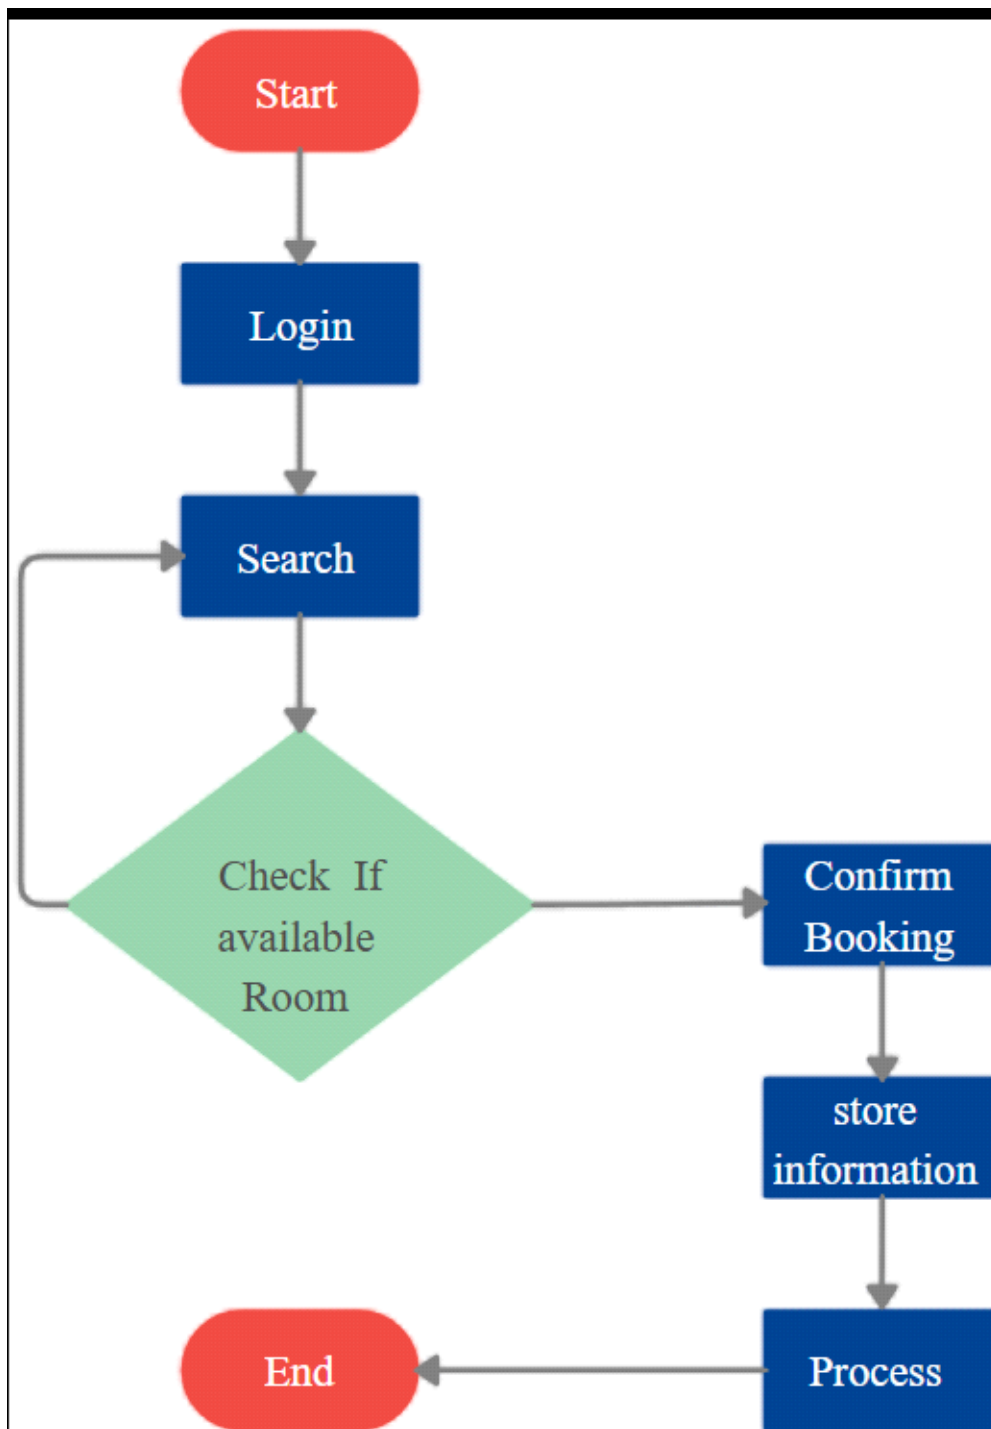 Start
Login
Search
Check If
available
Room
Confirm
Booking
store
information
Process
End